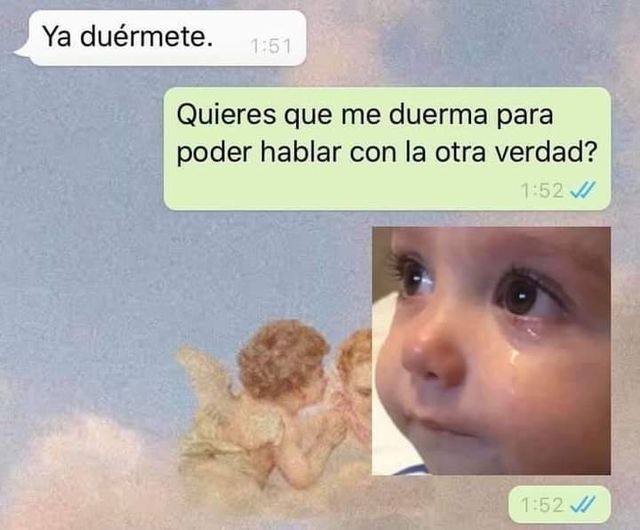 Ya duérmete.
1:51
Quieres que me duerma para
poder hablar con la otra verdad?
1:52
1:52